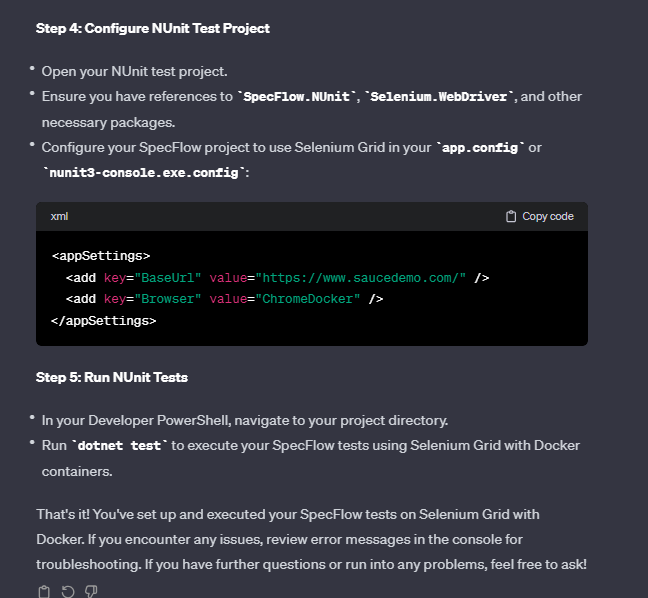 Step 4: Configure NUnit Test Project
• Open your NUnit test project.
• Ensure you have references to `SpecFlow.NUnit`, `Selenium.WebDriver`, and other
necessary packages.
• Configure your SpecFlow project to use Selenium Grid in your `app.config` or
`nunit3-console.exe.config`:
xml Copy code
<appSettings>
  <add key="BaseUrl" value="https://www.saucedemo.com/" />
  <add key="Browser" value="ChromeDocker" />
</appSettings>
Step 5: Run NUnit Tests
• In your Developer PowerShell, navigate to your project directory.
• Run `dotnet test` to execute your SpecFlow tests using Selenium Grid with Docker
containers.
That's it! You've set up and executed your SpecFlow tests on Selenium Grid with
Docker. If you encounter any issues, review error messages in the console for
troubleshooting. If you have further questions or run into any problems, feel free to ask!